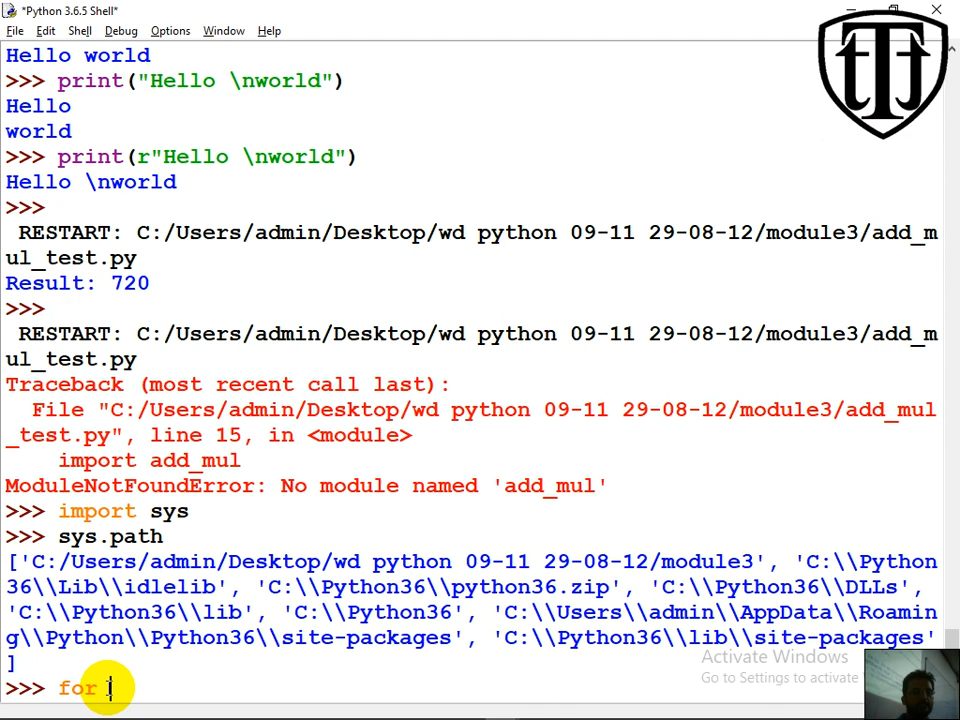 *Python 3.6.5 Shell*
File Edit Shell Debug Options Window Help
Hello world
>>> print("Hello \nworld")
Hello
world
>>> print(r"Hello \nworld")
Hello \nworld
>>>
 RESTART: C:/Users/admin/Desktop/wd python 09-11 29-08-12/module3/add_m
ul_test.py
Result: 720
>>>
 RESTART: C:/Users/admin/Desktop/wd python 09-11 29-08-12/module3/add_m
ul_test.py
Traceback (most recent call last):
  File "C:/Users/admin/Desktop/wd python 09-11 29-08-12/module3/add_mul
_test.py", line 15, in <module>
    import add_mul
ModuleNotFoundError: No module named 'add_mul'
>>> import sys
>>> sys.path
['C:/Users/admin/Desktop/wd python 09-11 29-08-12/module3', 'C:\\Python
36\\Lib\\idlelib', 'C:\\Python36\\python36.zip', 'C:\\Python36\\DLLs',
'C:\\Python36\\lib', 'C:\\Python36', 'C:\\Users\\admin\\AppData\\Roamin
g\\Python\\Python36\\site-packages', 'C:\\Python36\\lib\\site-packages'
]
>>> for
Activate Windows
Go to Settings to activate